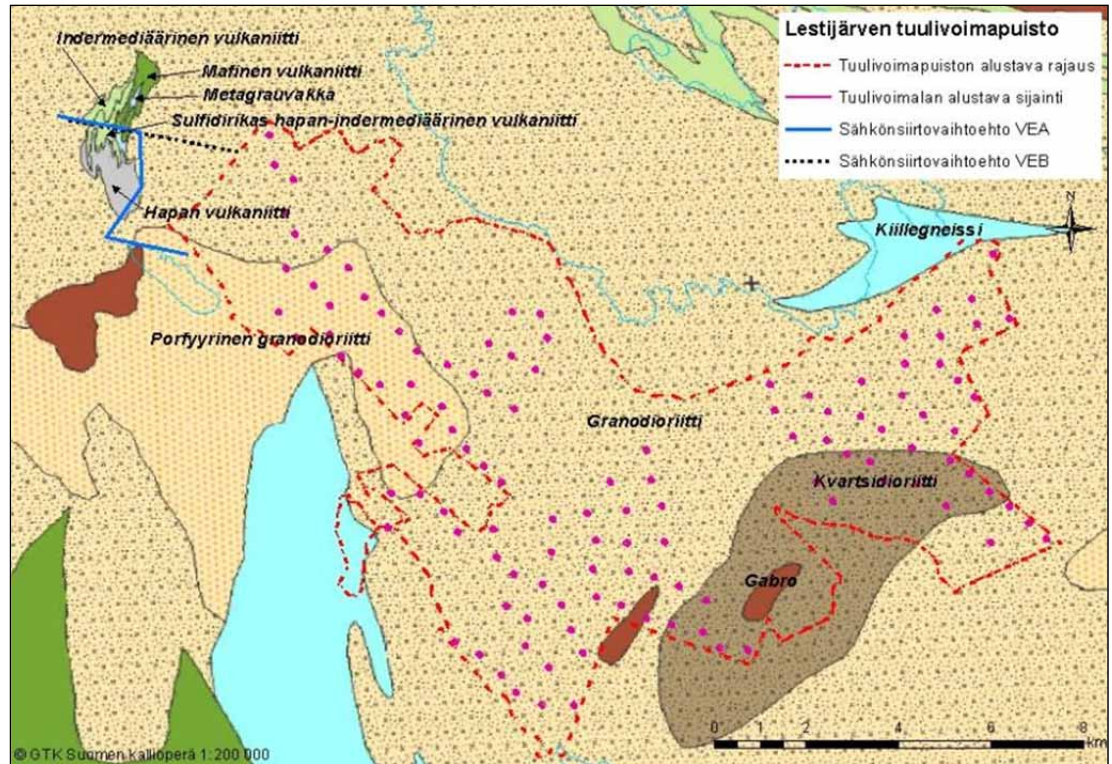 Lestijärven tuulivoimapuisto
Tuulivoimapuiston alustava rajaus
Tuulivoimalan alustava sijainti
Sähkönsiirtovaihtoehto VEA
Sähkönsiirtovaihtoehto VEB
Indermediäärinen vulkaniitti
Mafinen vulkaniitti
Metagrauvakka
Sulfidirikas hapan-indermediäärinen vulkaniitti
Hapan vulkaniitti
N
Kiillegneissi
Porfyyrinen granodioriitti
Granodioriitti
Kvartsidioriitti
Gabro
0 1 2 4 6 8
km
© GTK Suomen kallioperä 1:200 000